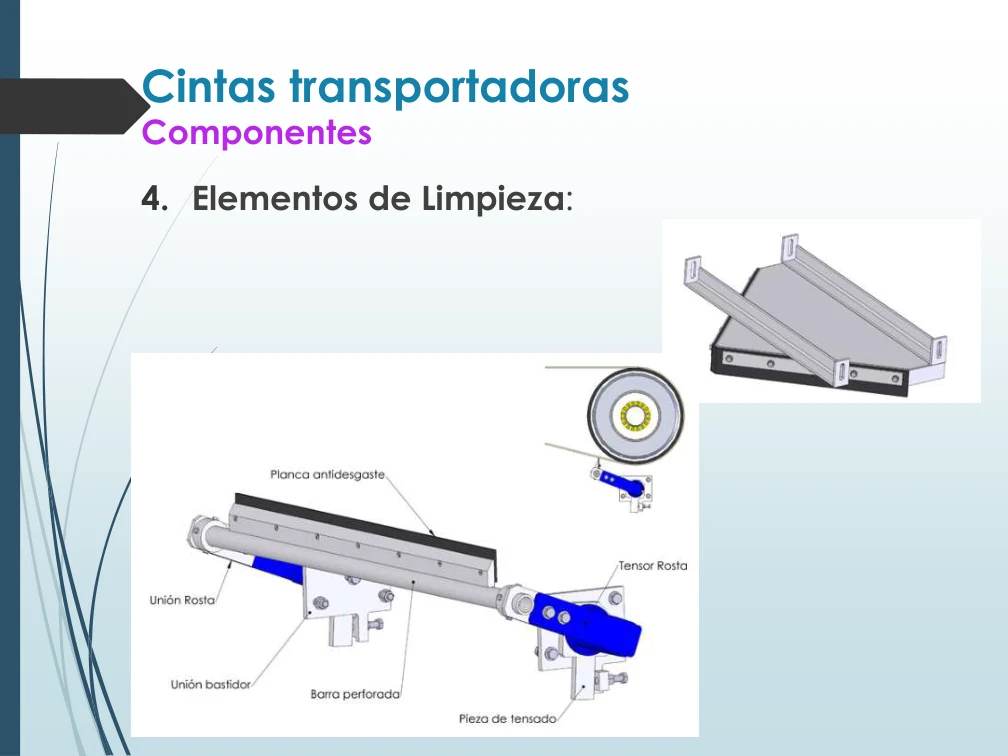 Cintas transportadoras
Componentes
4. Elementos de Limpieza:
Planca antidesgaste
Tensor Rosta
Unión Rosta
Unión bastidor
Barra perforada
Pieza de tensado